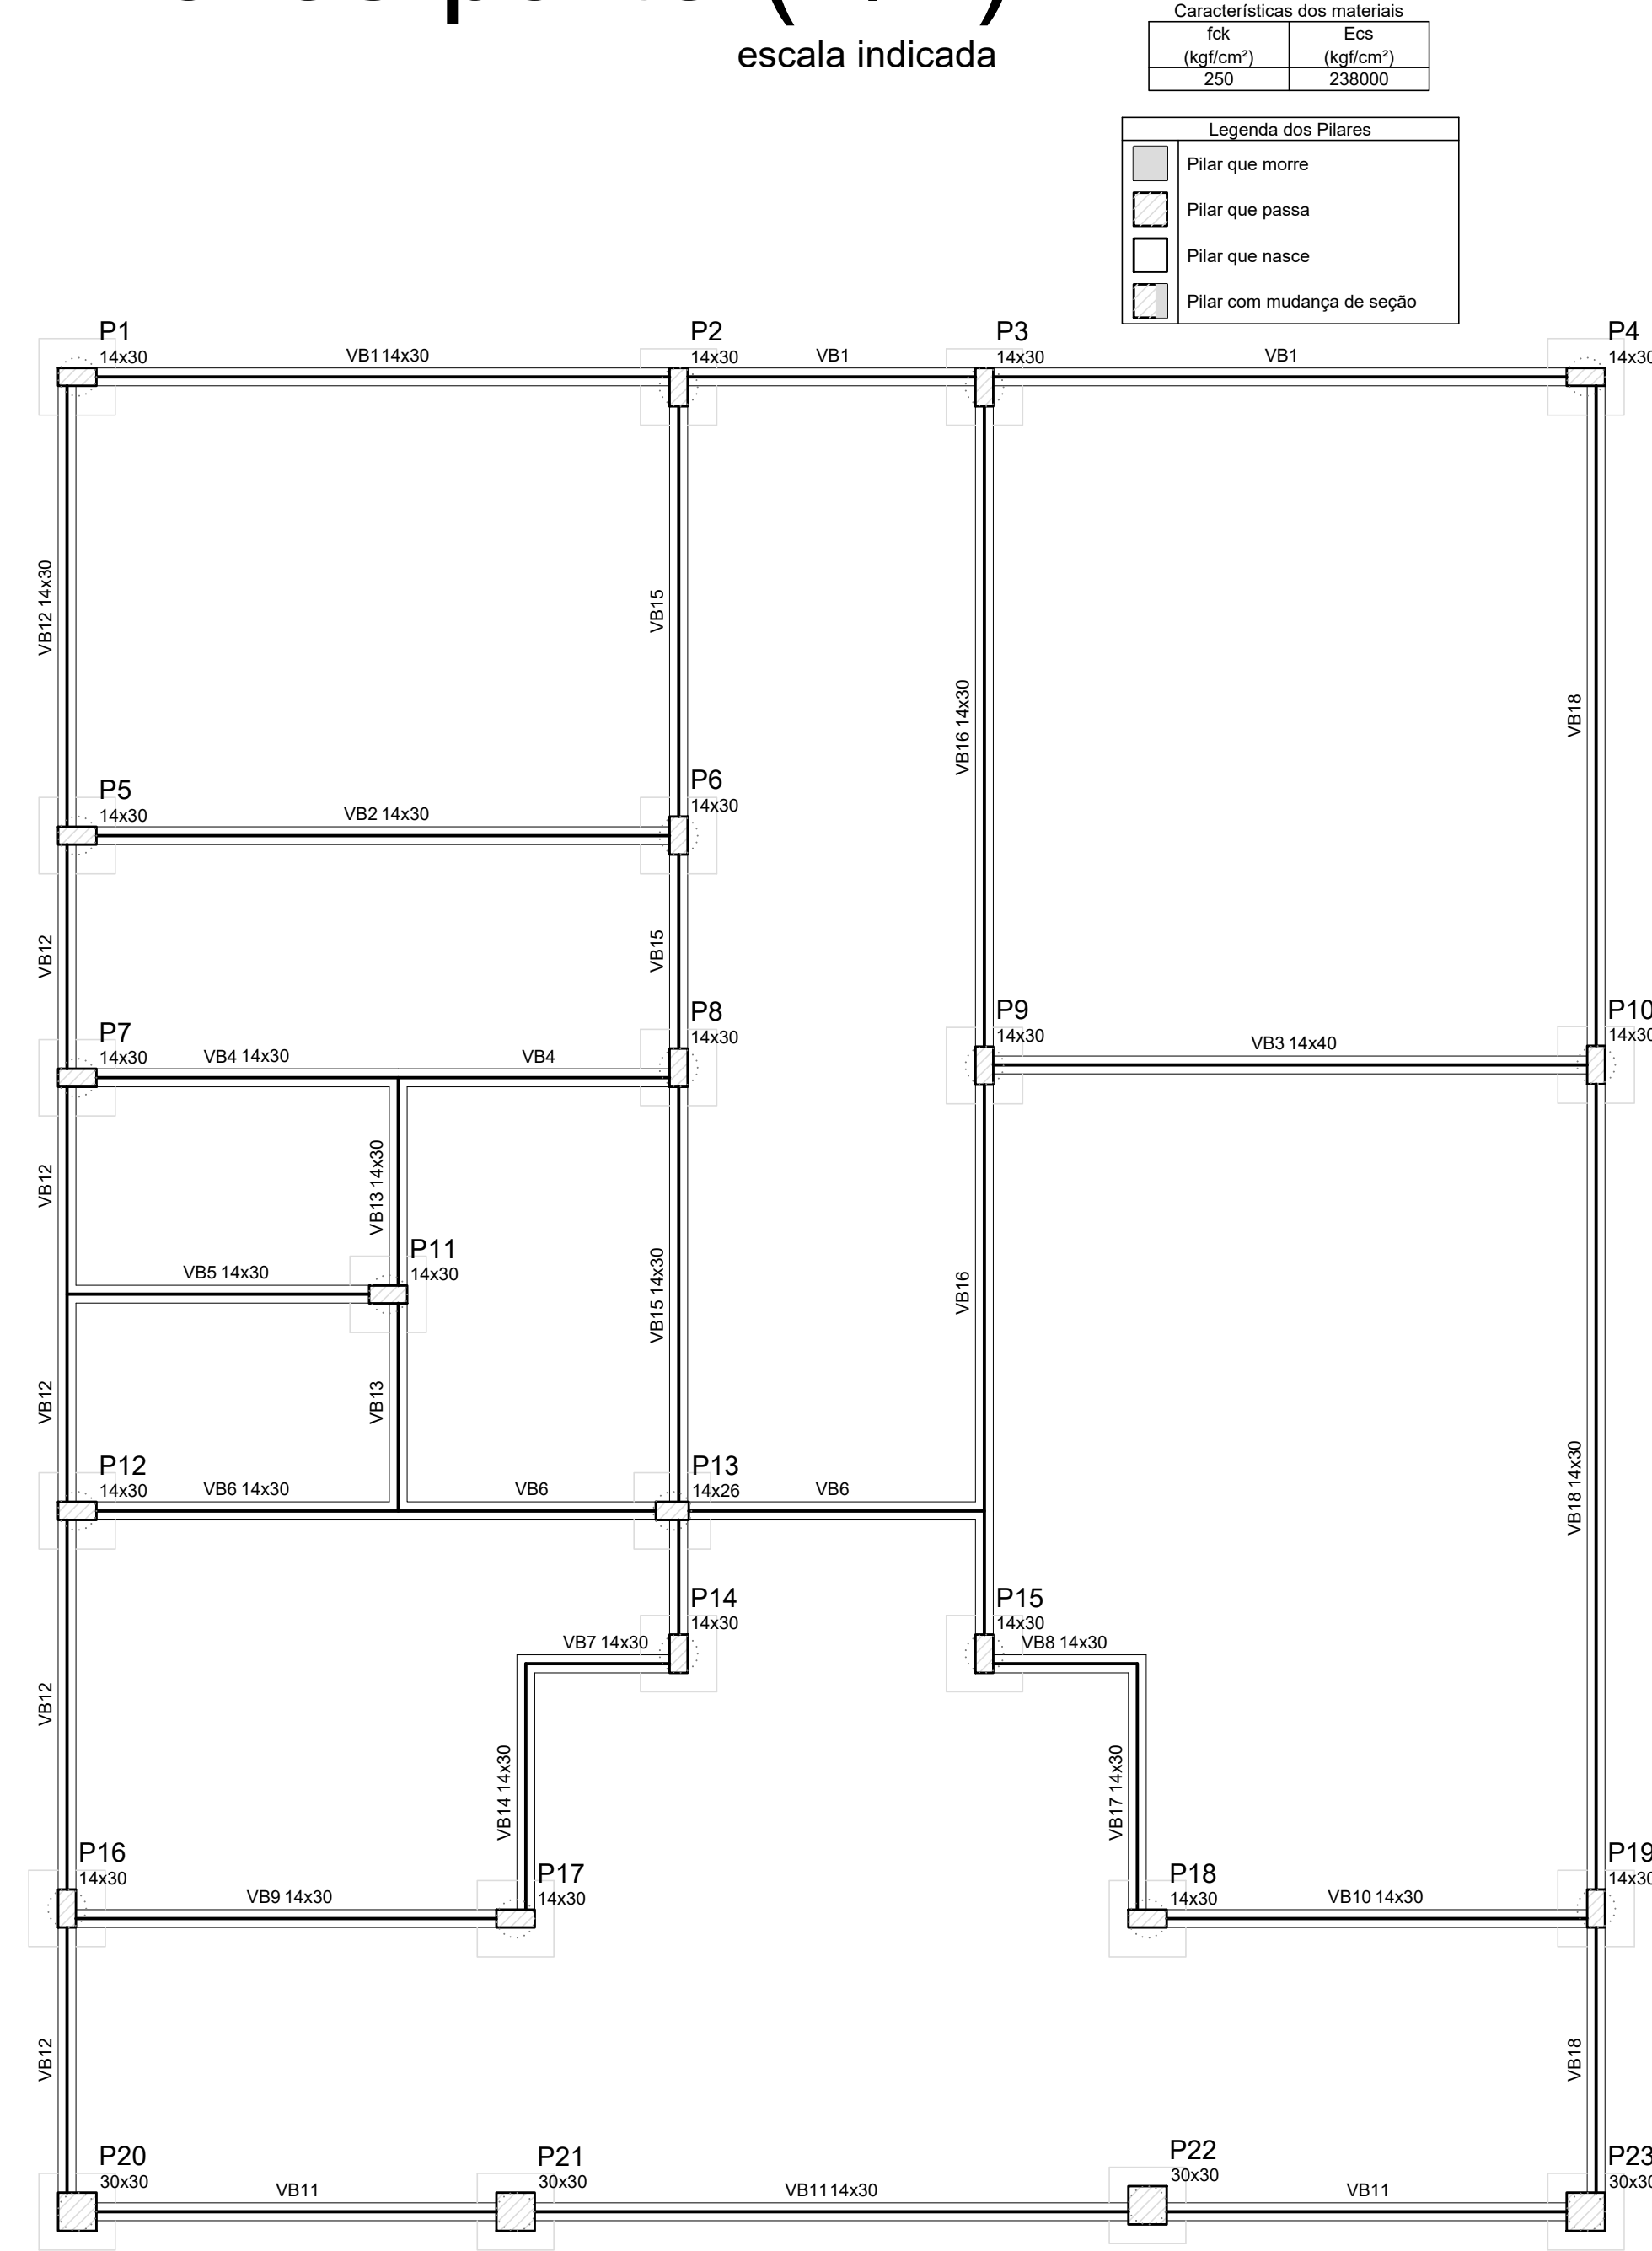 escala indicada
Características dos materiais
fck Ecs
(kgf/cm²) (kgf/cm²)
250 238000
Legenda dos Pilares
Pilar que morre
Pilar que passa
Pilar que nasce
Pilar com mudança de seção
P1 P2 P3 P4
14x30 VB1 14x30 14x30 VB1 14x30 VB1
VB12 14x30
VB15
VB16 14x30
VB18
P5 P6
14x30 VB2 14x30 14x30
VB12
VB15
P7 P8 P9 P10
14x30 VB4 14x30 VB4 14x30 14x30 VB3 14x40
VB12
VB13 14x30
P11
VB5 14x30 14x30
VB15 14x30
VB16
VB12
VB13
VB18 14x30
P12 P13
14x30 VB6 14x30 VB6 14x26 VB6
P14 P15
14x30 14x30
VB7 14x30 VB8 14x30
VB12
VB14 14x30
VB17 14x30
P16 P17 P18 P19
14x30 VB9 14x30 14x30 14x30 VB10 14x30
VB12
VB18
P20 P21 P22 P23
30x30 VB11 30x30 VB11 14x30 30x30 VB11